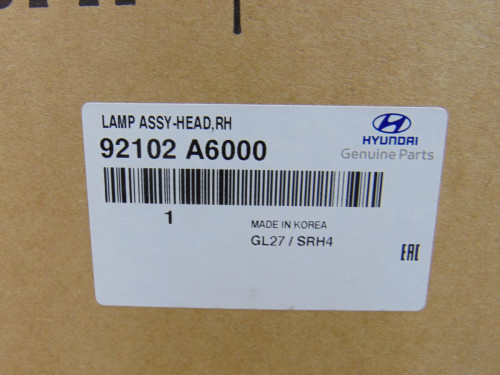 LAMP ASSY-HEAD,RH
92102 A6000
HYUNDAI
Genuine Parts
1
MADE IN KOREA
GL27 / SRH4
EAC